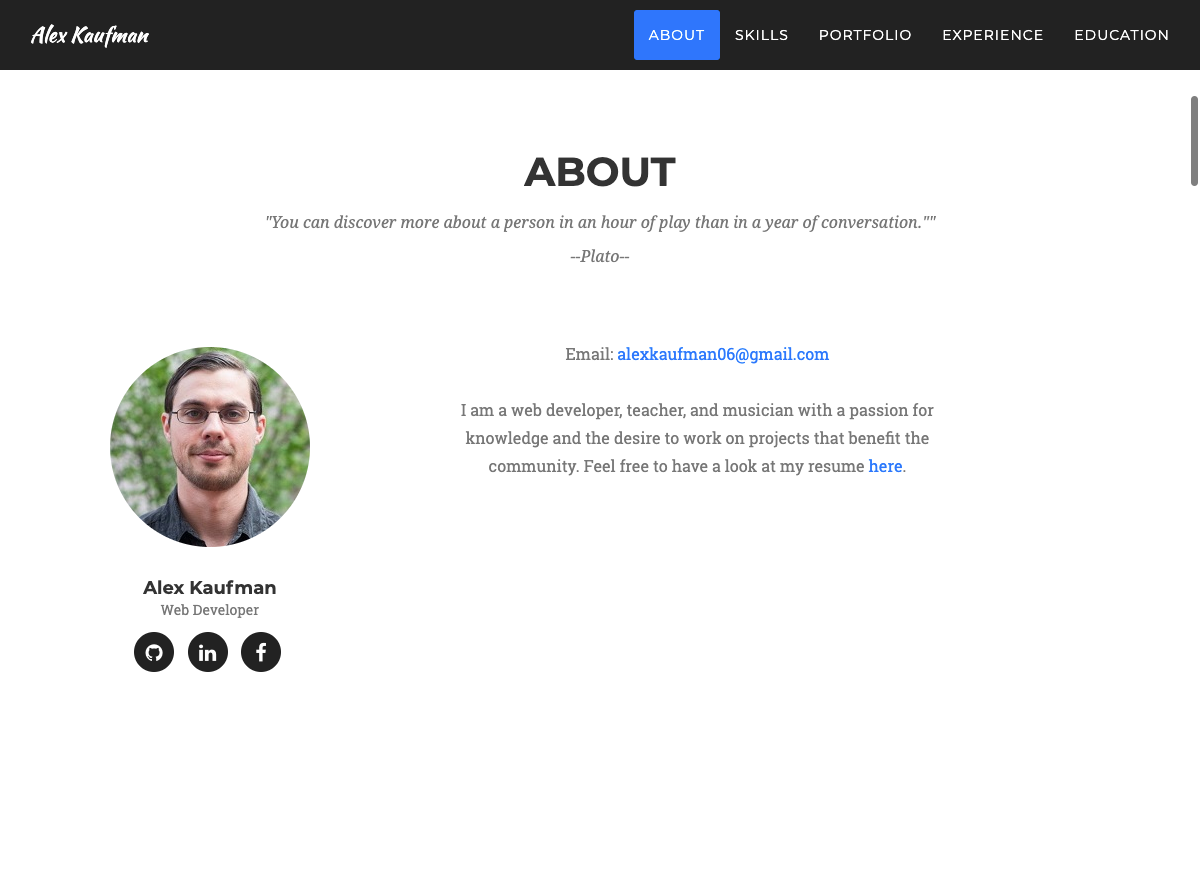 Alex Kaufman
ABOUT SKILLS PORTFOLIO EXPERIENCE EDUCATION
ABOUT
"You can discover more about a person in an hour of play than in a year of conversation.""
--Plato--
Email: alexkaufman06@gmail.com
I am a web developer, teacher, and musician with a passion for
knowledge and the desire to work on projects that benefit the
community. Feel free to have a look at my resume here.
Alex Kaufman
Web Developer